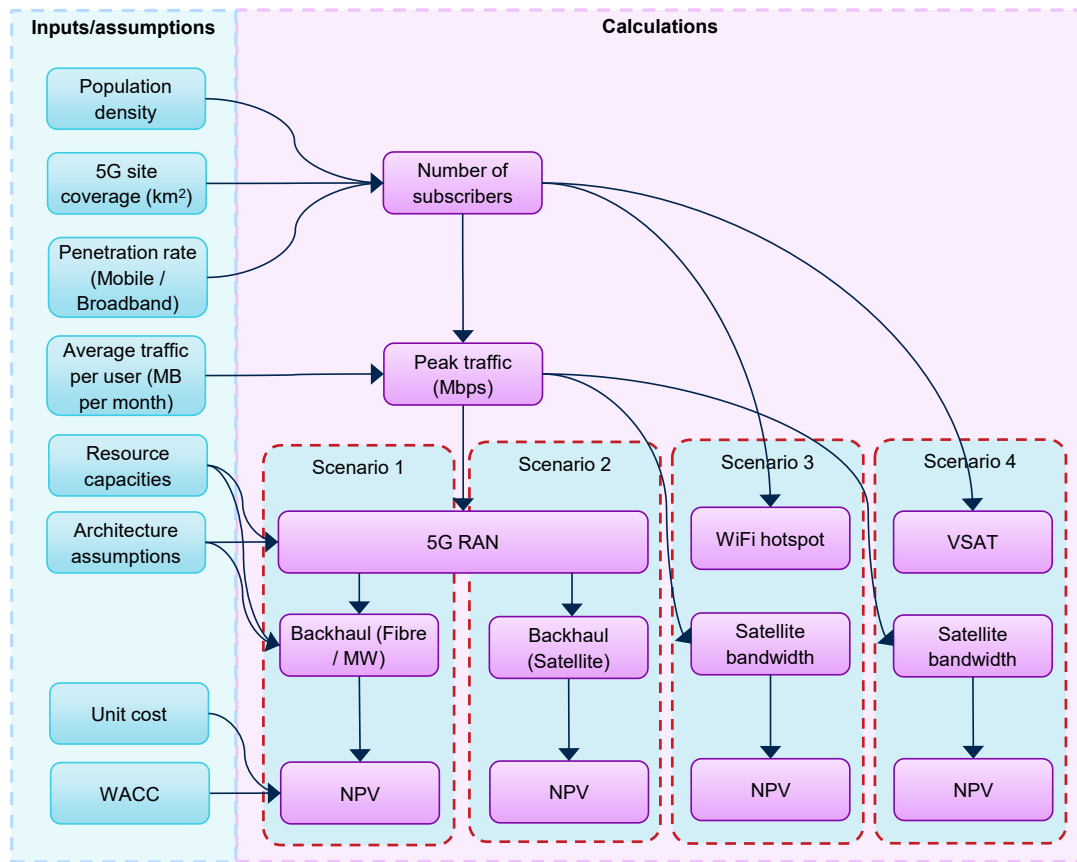 Inputs/assumptions
Calculations
Population
density
5G site
coverage (km²)
Penetration rate
(Mobile /
Broadband)
Average traffic
per user (MB
per month)
Resource
capacities
Architecture
assumptions
Unit cost
WACC
Number of
subscribers
Peak traffic
(Mbps)
Scenario 1
Scenario 2
Scenario 3
Scenario 4
5G RAN
WiFi hotspot
VSAT
Backhaul (Fibre
/ MW)
Backhaul
(Satellite)
Satellite
bandwidth
Satellite
bandwidth
NPV
NPV
NPV
NPV